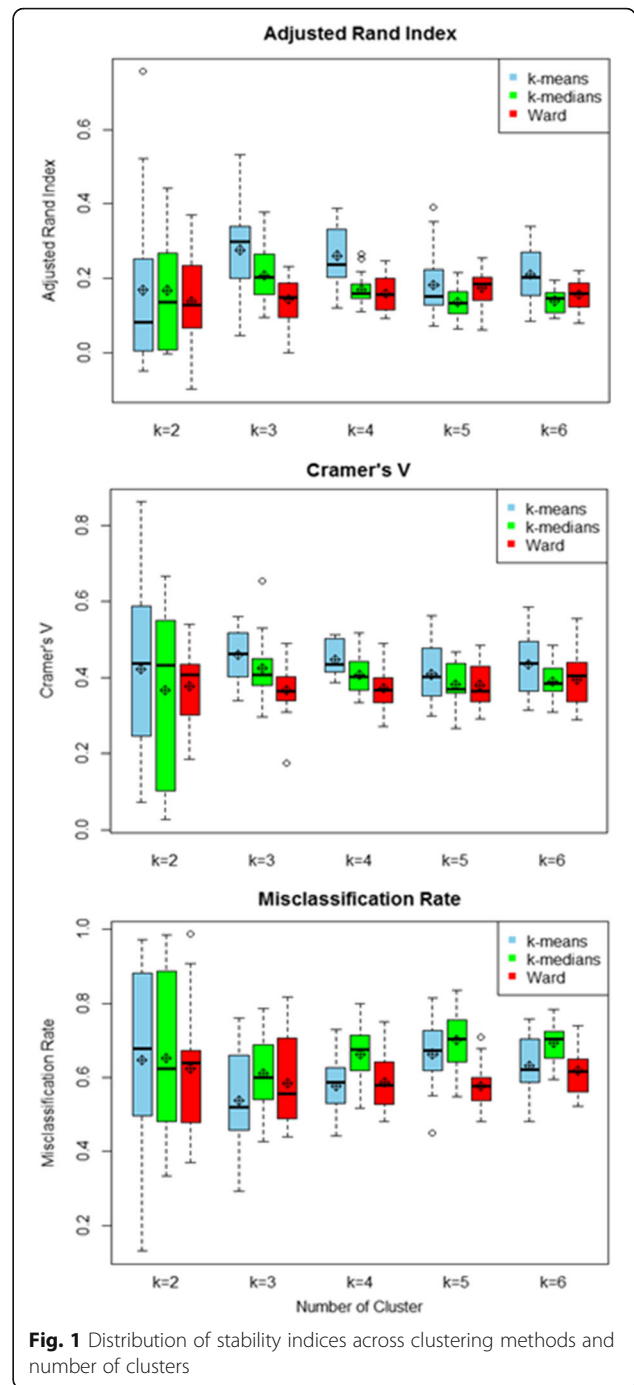 Adjusted Rand Index
Adjusted Rand Index
0.0 0.2 0.4 0.6
k-means
k-medians
Ward
k=2 k=3 k=4 k=5 k=6
Cramer's V
Cramer's V
0.0 0.2 0.4 0.6 0.8
k-means
k-medians
Ward
k=2 k=3 k=4 k=5 k=6
Misclassification Rate
Misclassification Rate
0.2 0.4 0.6 0.8 1.0
k-means
k-medians
Ward
k=2 k=3 k=4 k=5 k=6
Number of Cluster
Fig. 1 Distribution of stability indices across clustering methods and
number of clusters